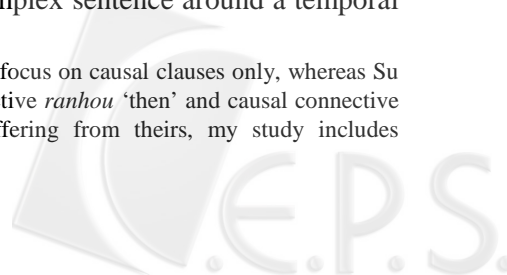 mplex sentence around a temporal
focus on causal clauses only, whereas Su
ctive ranhou ‘then’ and causal connective
ffering from theirs, my study includes
C.E.P.S.